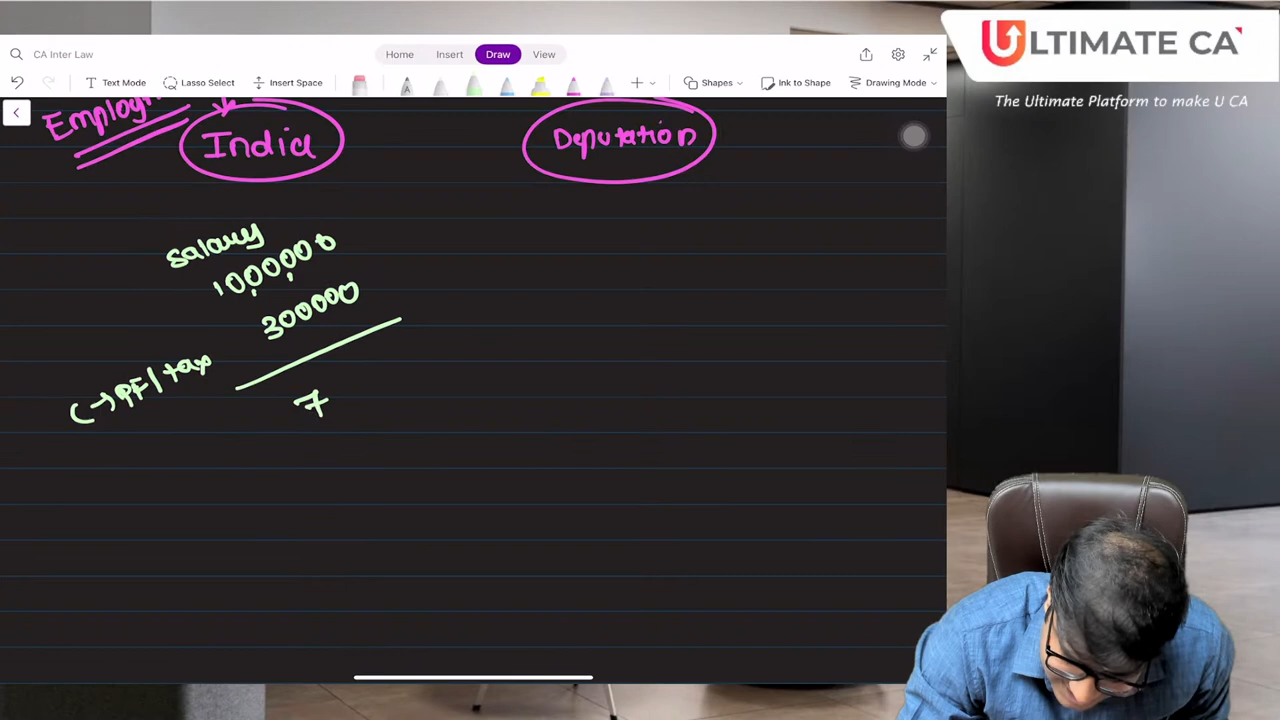 CA Inter Law
Home Insert Draw View
Text Mode Lasso Select Insert Space Shapes Ink to Shape Drawing Mode
ULTIMATE CA
The Ultimate Platform to make U CA
India
Deputation
Salary
10,00,000
300000
(-) PF/tax
7